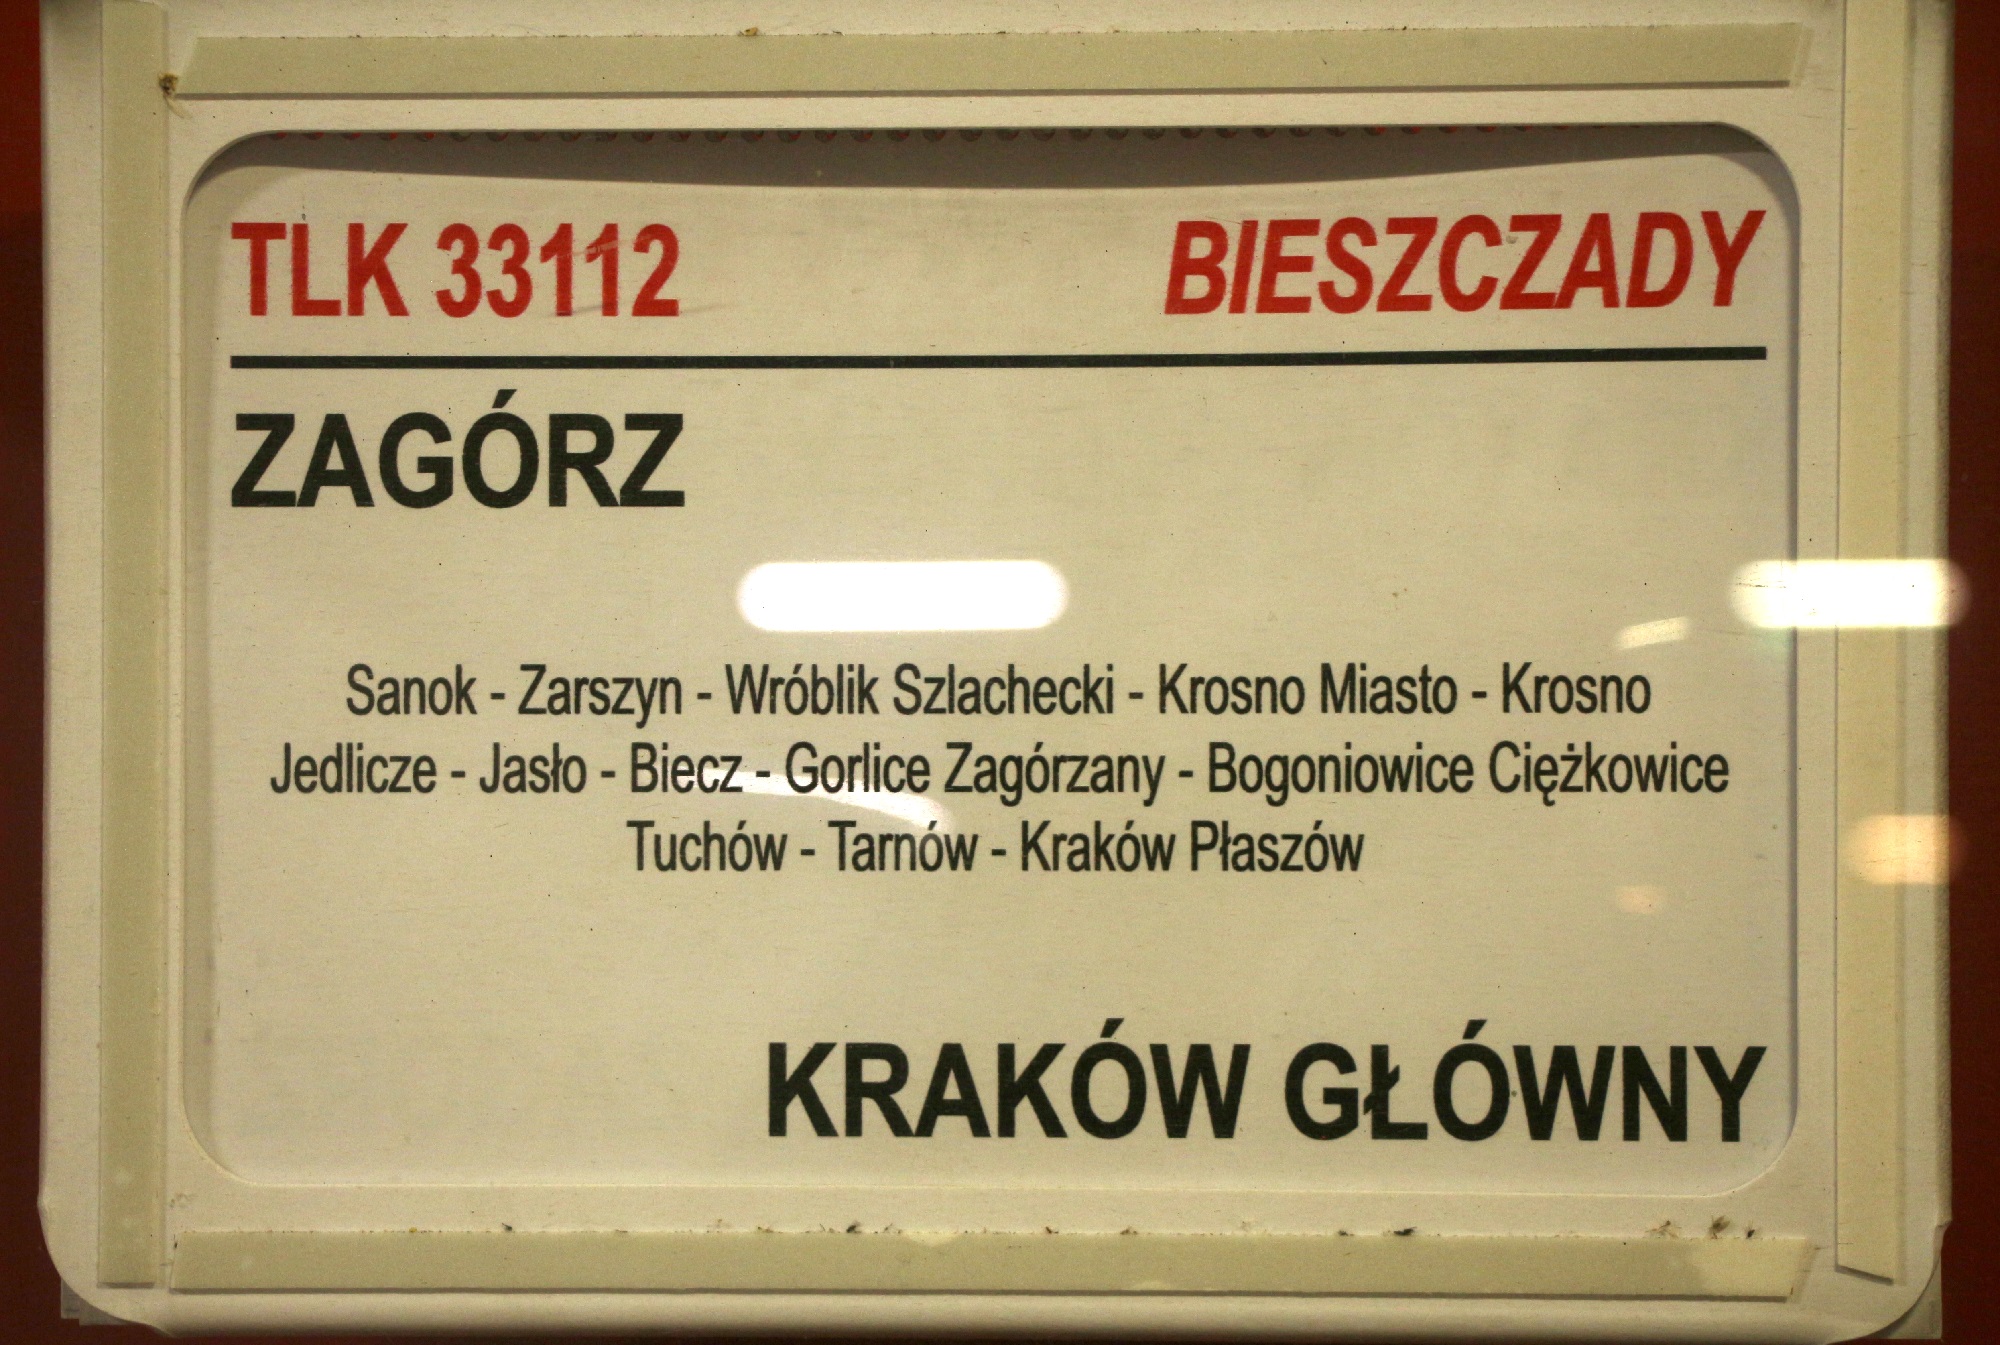 TLK 33112 BIESZCZADY
ZAGÓRZ
Sanok - Zarszyn - Wróblik Szlachecki - Krosno Miasto - Krosno
Jedlicze - Jasło - Biecz - Gorlice Zagórzany - Bogoniowice Ciężkowice
Tuchów - Tarnów - Kraków Płaszów
KRAKÓW GŁÓWNY